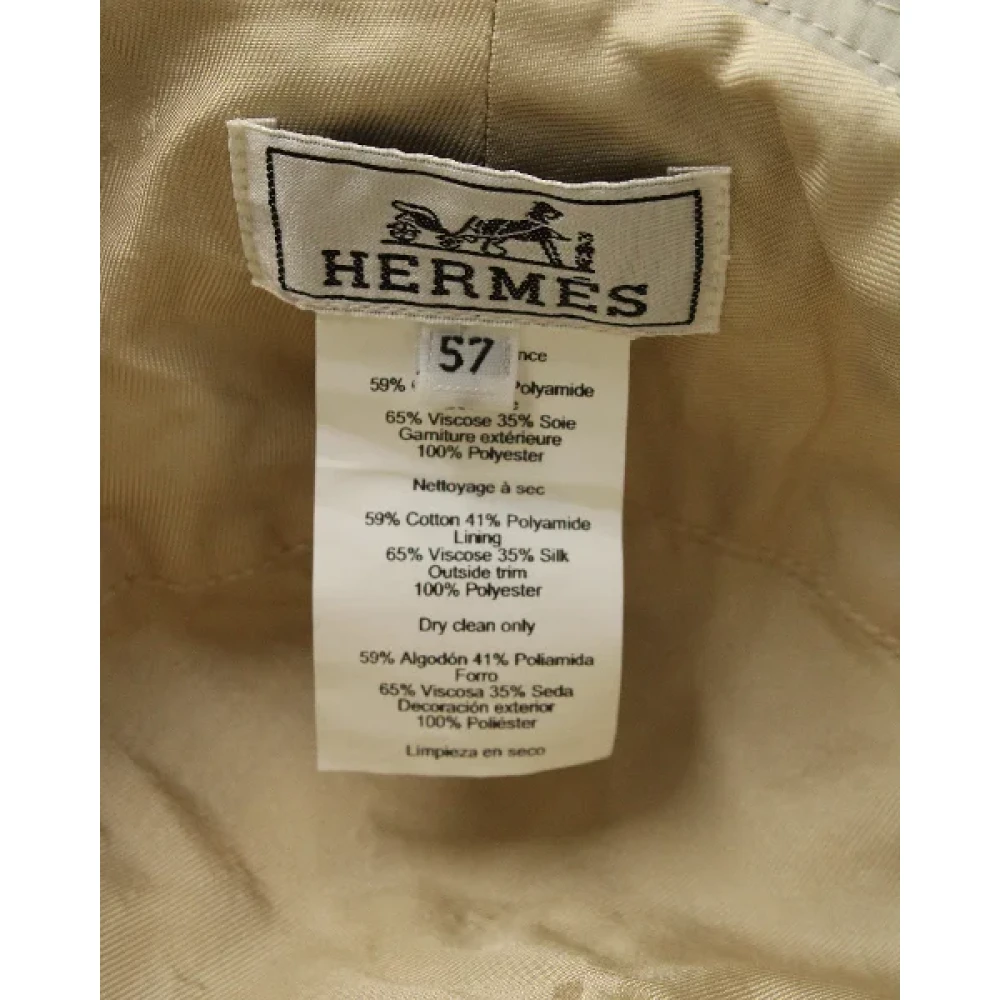 HERMES
57
59% Polyamide
65% Viscose 35% Soie
Garniture extérieure
100% Polyester
Nettoyage à sec
59% Cotton 41% Polyamide
Lining
65% Viscose 35% Silk
Outside trim
100% Polyester
Dry clean only
59% Algodón 41% Poliamida
Forro
65% Viscosa 35% Seda
Decoración exterior
100% Poliéster
Limpieza en seco